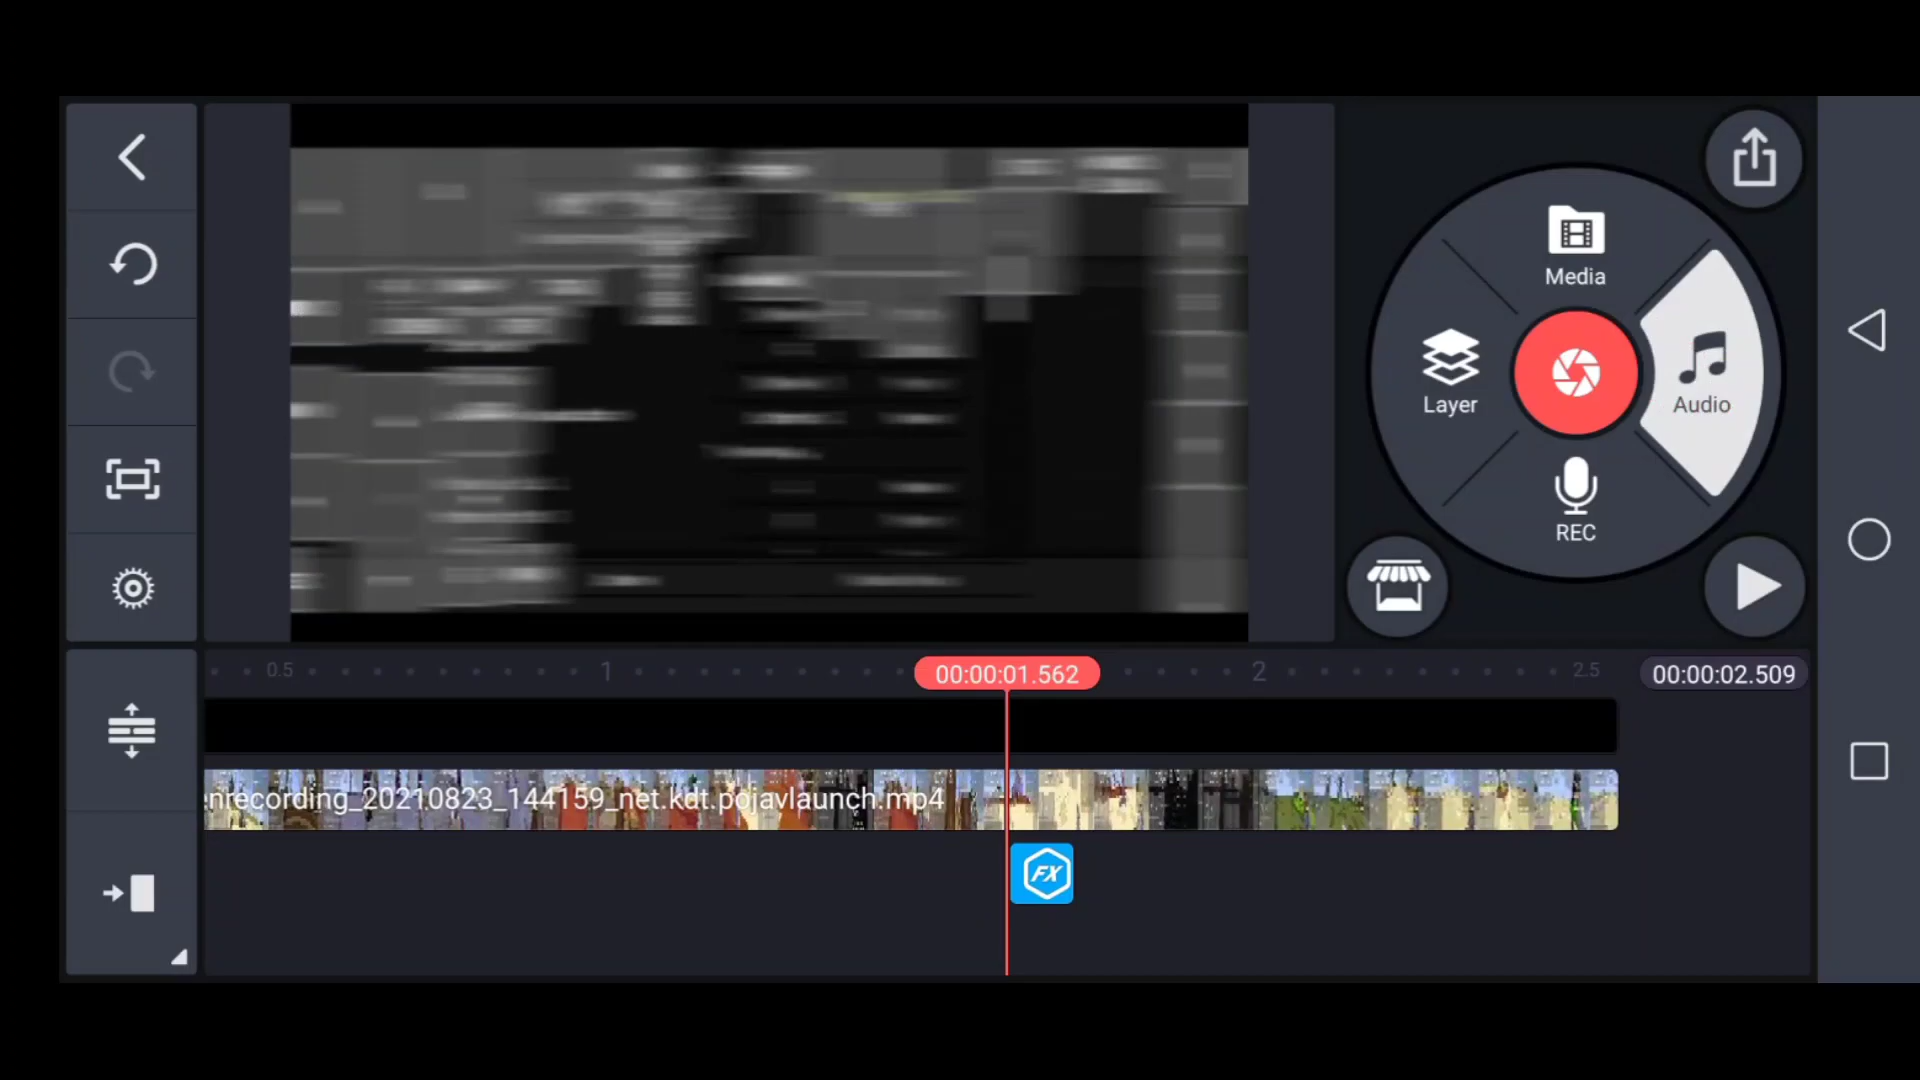 Media
Layer
Audio
REC
0.5
1
00:00:01.562
2
2.5
00:00:02.509
nrecording_20210823_144159_net.kdt.pojavlaunch.mp4
FX